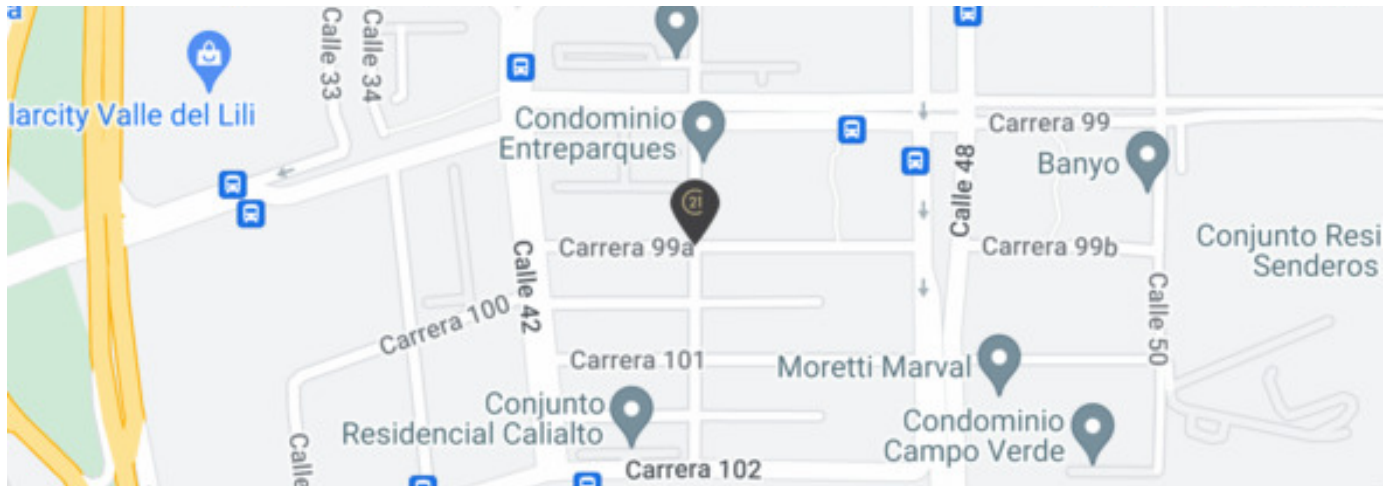 a
Calle 33
Calle 34
larcity Valle del Lili
Condominio
Entreparques
Carrera 99
Calle 48
Banyo
21
Carrera 99a
Calle 42
Carrera 99b
Conjunto Resi
Senderos
Calle 50
Carrera 100
Carrera 101
Moretti Marval
Conjunto
Residencial Calialto
Condominio
Campo Verde
Calle
Carrera 102